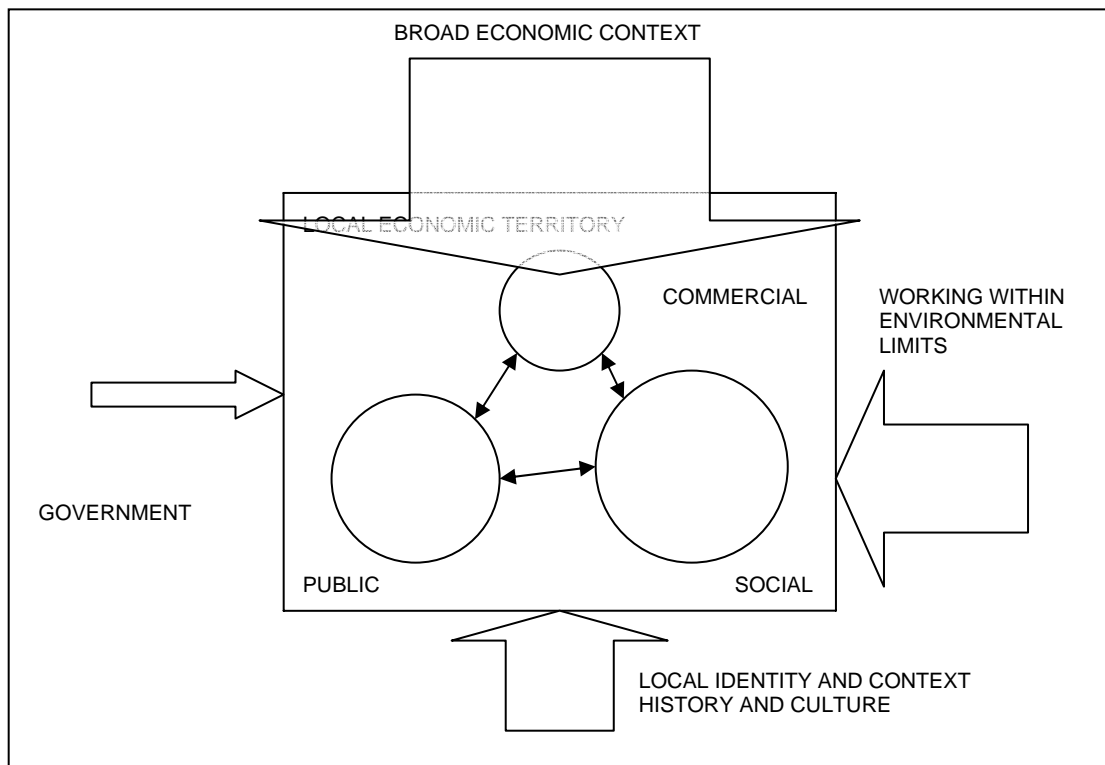 BROAD ECONOMIC CONTEXT
LOCAL ECONOMIC TERRITORY
COMMERCIAL
WORKING WITHIN
ENVIRONMENTAL
LIMITS
GOVERNMENT
PUBLIC
SOCIAL
LOCAL IDENTITY AND CONTEXT
HISTORY AND CULTURE